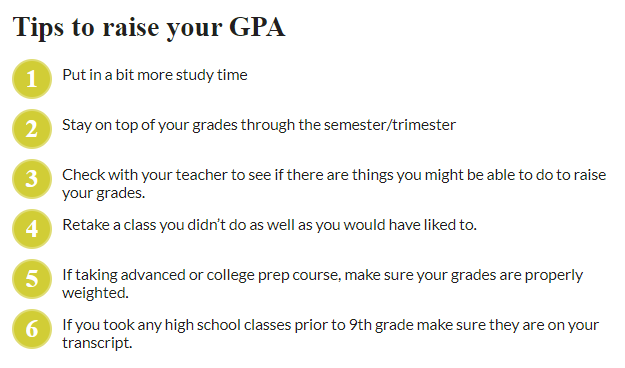 Tips to raise your GPA
1 Put in a bit more study time
2 Stay on top of your grades through the semester/trimester
3 Check with your teacher to see if there are things you might be able to do to raise
your grades.
4 Retake a class you didn’t do as well as you would have liked to.
5 If taking advanced or college prep course, make sure your grades are properly
weighted.
6 If you took any high school classes prior to 9th grade make sure they are on your
transcript.